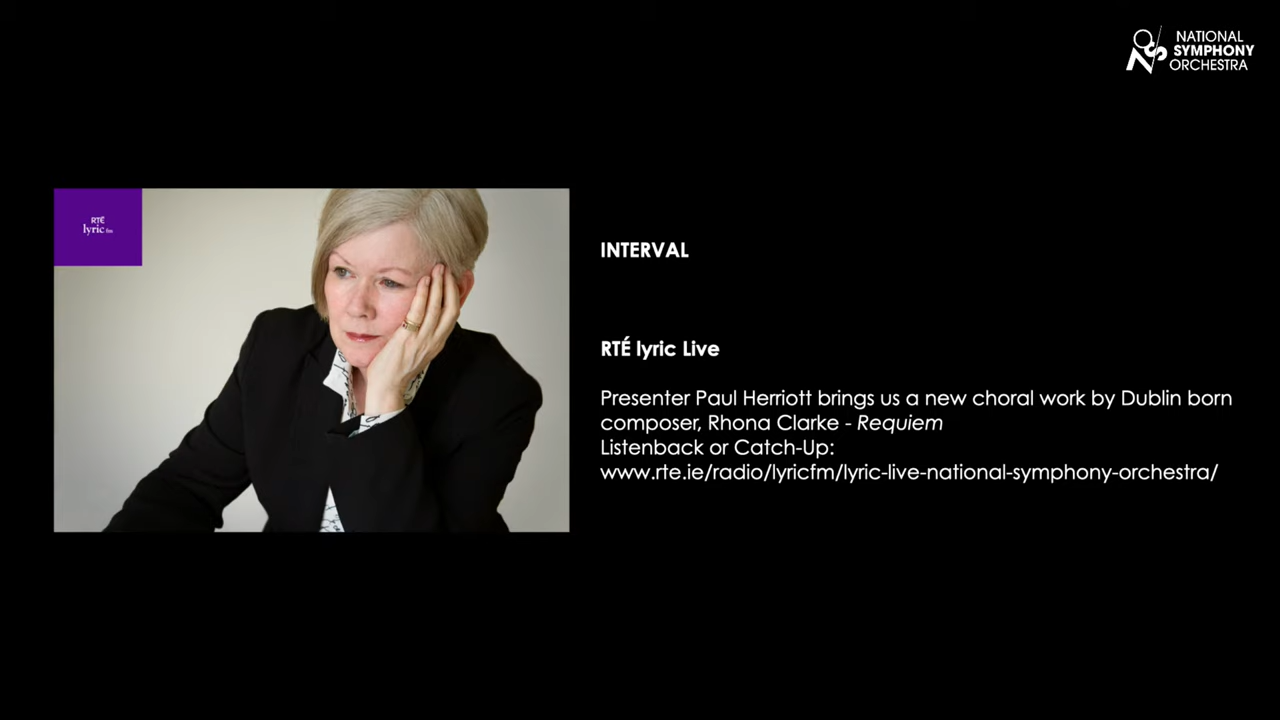 NATIONAL
SYMPHONY
ORCHESTRA
RTÉ
lyric fm
INTERVAL
RTÉ lyric Live
Presenter Paul Herriott brings us a new choral work by Dublin born
composer, Rhona Clarke - Requiem
Listenback or Catch-Up:
www.rte.ie/radio/lyricfm/lyric-live-national-symphony-orchestra/